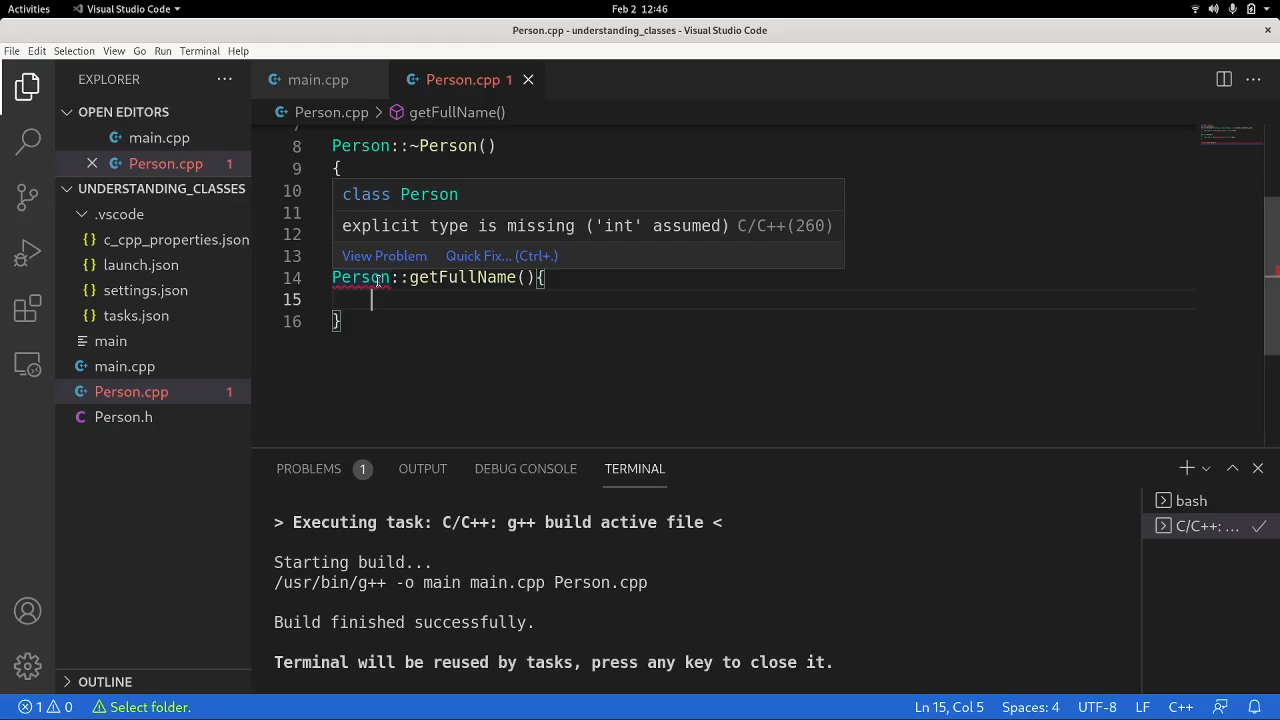 Activities
Visual Studio Code
Feb 2 12:46
Person.cpp - understanding_classes - Visual Studio Code
File Edit Selection View Go Run Terminal Help
EXPLORER
OPEN EDITORS
main.cpp
Person.cpp 1
UNDERSTANDING_CLASSES
.vscode
c_cpp_properties.json
launch.json
settings.json
tasks.json
main
main.cpp
Person.cpp 1
Person.h
OUTLINE
main.cpp
Person.cpp 1
Person.cpp > getFullName()
7
8 Person::~Person()
9 {
10
11
12
13
class Person
explicit type is missing ('int' assumed) C/C++(260)
View Problem Quick Fix... (Ctrl+.)
14 Person::getFullName(){
15
16 }
PROBLEMS 1 OUTPUT DEBUG CONSOLE TERMINAL
> Executing task: C/C++: g++ build active file <
Starting build...
/usr/bin/g++ -o main main.cpp Person.cpp
Build finished successfully.
Terminal will be reused by tasks, press any key to close it.
bash
C/C++: ...
1 0 Select folder. Ln 15, Col 5 Spaces: 4 UTF-8 LF C++